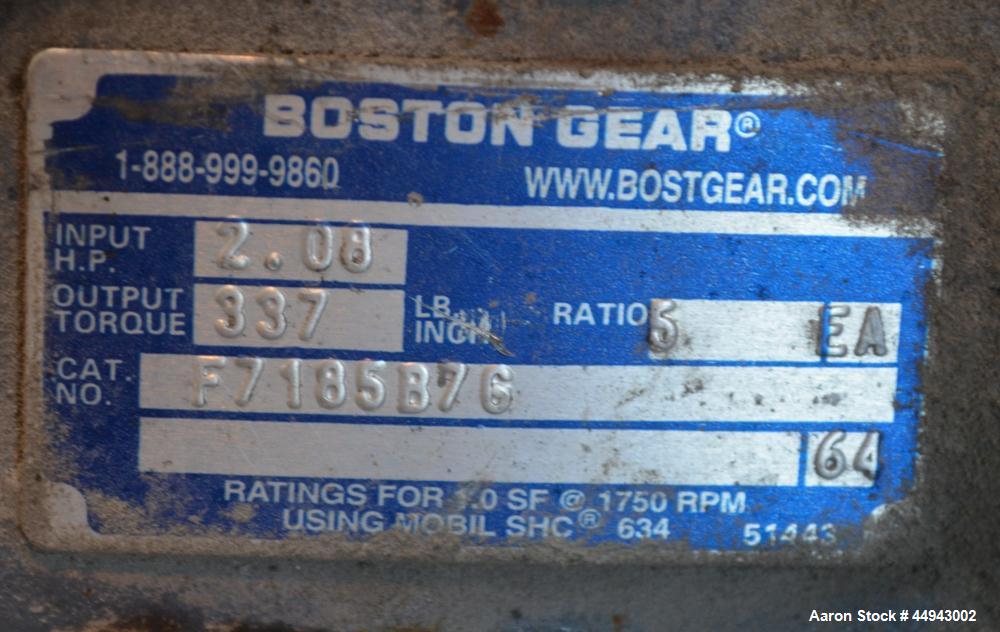 BOSTON GEAR®
1-888-999-9860 WWW.BOSTGEAR.COM
INPUT H.P. 2.08
OUTPUT TORQUE 337 LB. INCH RATIO 5 EA
CAT. NO. F7185B7G
64
RATINGS FOR 1.0 SF @ 1750 RPM
USING MOBIL SHC® 634 51443
Aaron Stock # 44943002